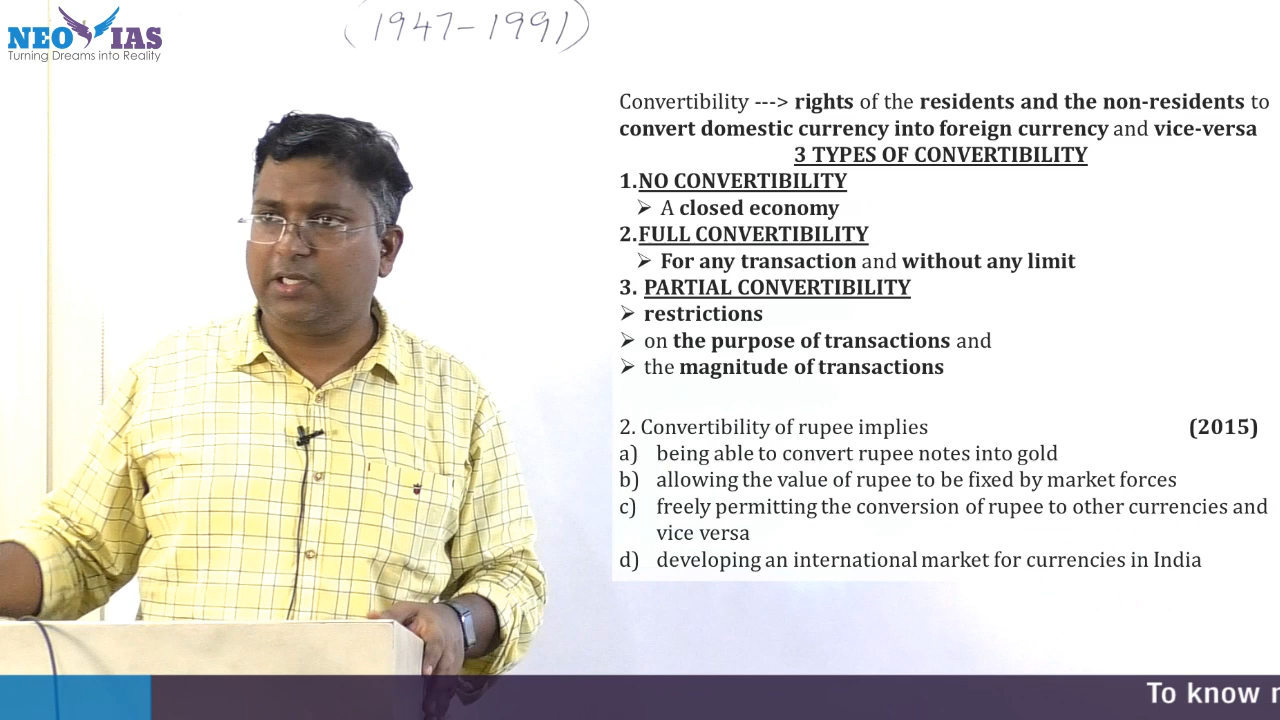 (1947-1991)
NEO IAS
Turning Dreams into Reality
Convertibility ---> rights of the residents and the non-residents to
convert domestic currency into foreign currency and vice-versa
3 TYPES OF CONVERTIBILITY
1.NO CONVERTIBILITY
➢ A closed economy
2.FULL CONVERTIBILITY
➢ For any transaction and without any limit
3. PARTIAL CONVERTIBILITY
➢ restrictions
➢ on the purpose of transactions and
➢ the magnitude of transactions
2. Convertibility of rupee implies (2015)
a) being able to convert rupee notes into gold
b) allowing the value of rupee to be fixed by market forces
c) freely permitting the conversion of rupee to other currencies and
vice versa
d) developing an international market for currencies in India
To know